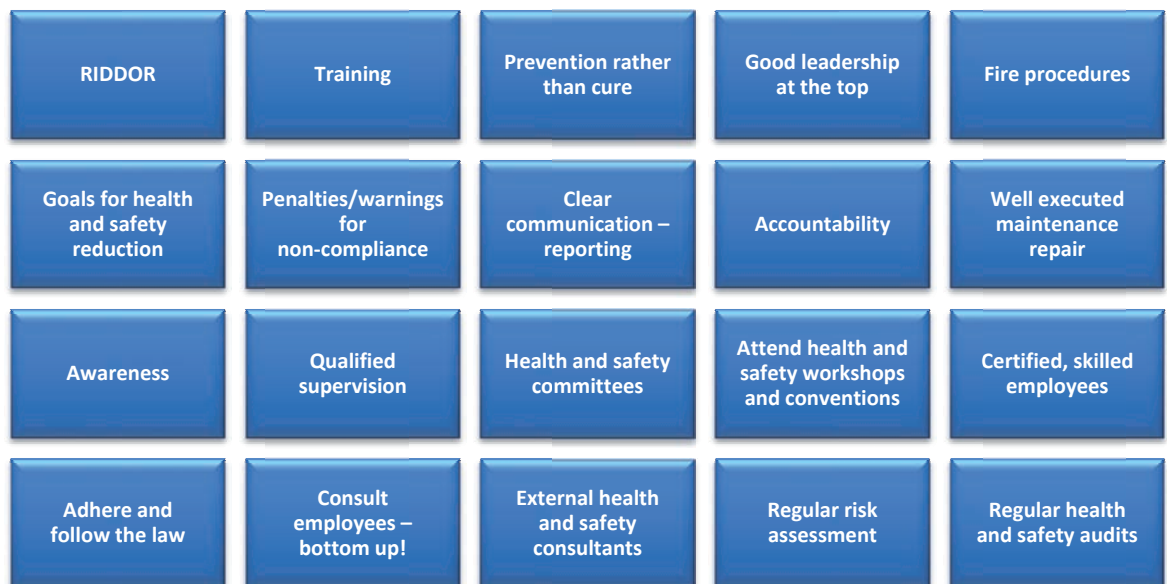 RIDDOR
Training
Prevention rather
than cure
Good leadership
at the top
Fire procedures
Goals for health
and safety
reduction
Penalties/warnings
for
non-compliance
Clear
communication –
reporting
Accountability
Well executed
maintenance
repair
Awareness
Qualified
supervision
Health and safety
committees
Attend health and
safety workshops
and conventions
Certified, skilled
employees
Adhere and
follow the law
Consult
employees –
bottom up!
External health
and safety
consultants
Regular risk
assessment
Regular health
and safety audits